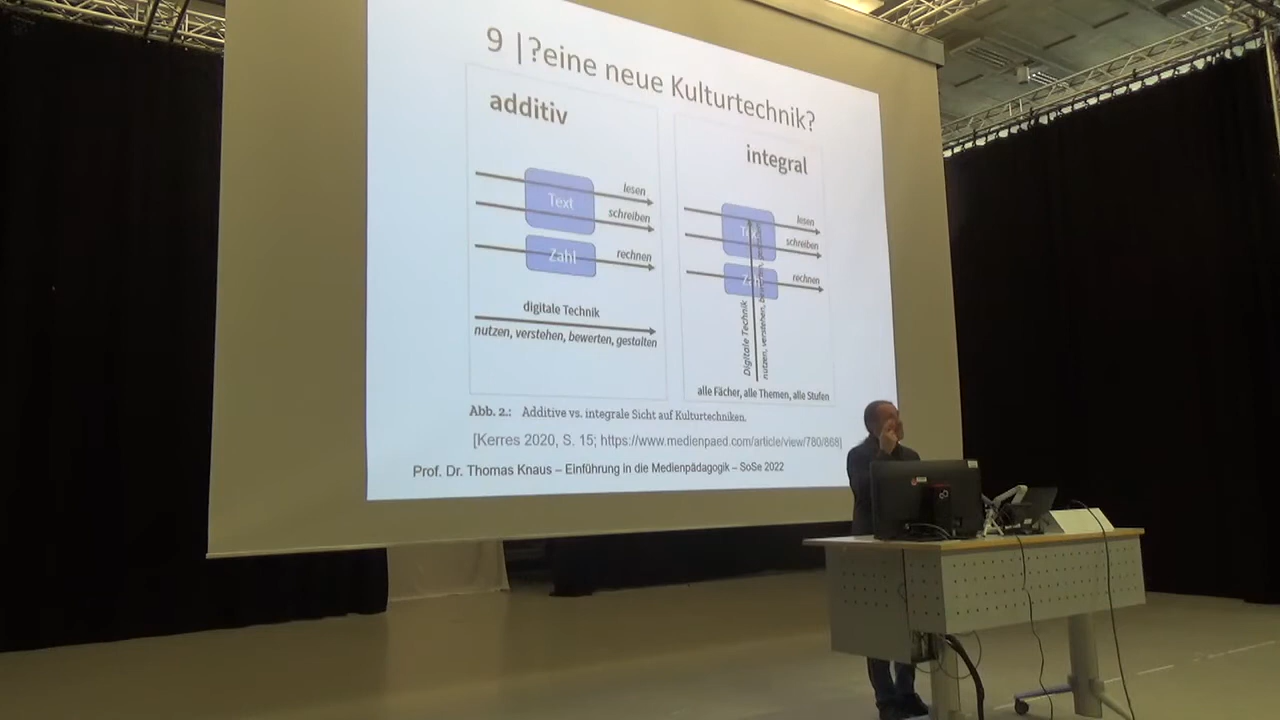 9 |?eine neue Kulturtechnik?
additiv
Text
Zahl
lesen
schreiben
rechnen
digitale Technik
nutzen, verstehen, bewerten, gestalten
integral
Text
Zahl
lesen
schreiben
rechnen
Digitale Technik
nutzen, verstehen, bewerten,
alle Fächer, alle Themen, alle Stufen
Abb. 2.: Additive vs. integrale Sicht auf Kulturtechniken.
[Kerres 2020, S. 15; https://www.medienpaed.com/article/view/780/868]
Prof. Dr. Thomas Knaus – Einführung in die Medienpädagogik – SoSe 2022